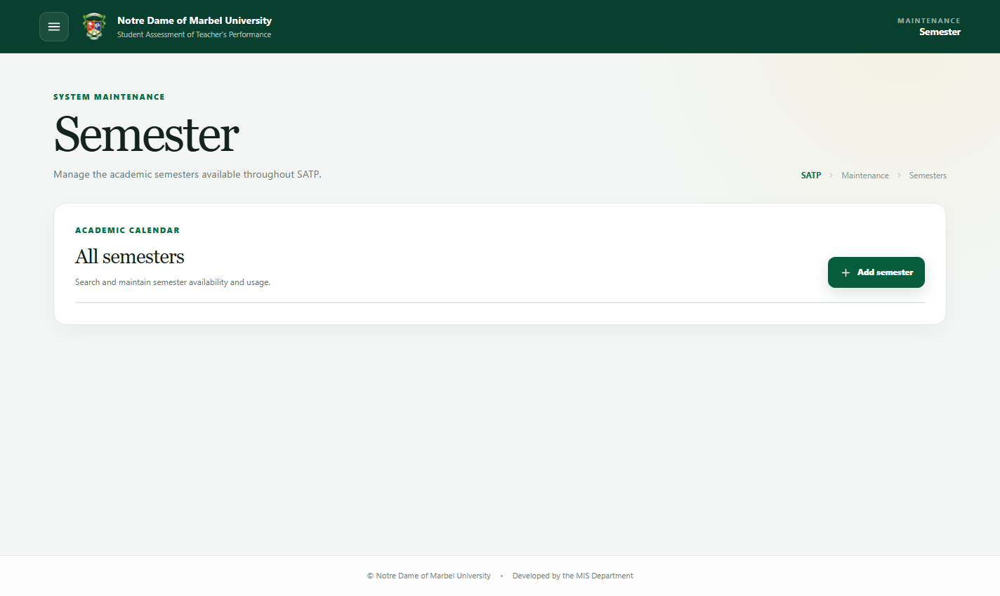 Notre Dame of Marbel University
Student Assessment of Teacher's Performance
MAINTENANCE
Semester
SYSTEM MAINTENANCE
Semester
Manage the academic semesters available throughout SATP.
SATP > Maintenance > Semesters
ACADEMIC CALENDAR
All semesters
Search and maintain semester availability and usage.
+ Add semester
© Notre Dame of Marbel University • Developed by the MIS Department